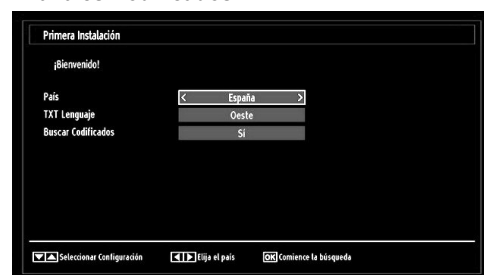 Primera Instalación
¡Bienvenido!
País < España >
TXT Lenguaje Oeste
Buscar Codificados Sí
Seleccionar Configuración Elija el país OK Comience la búsqueda